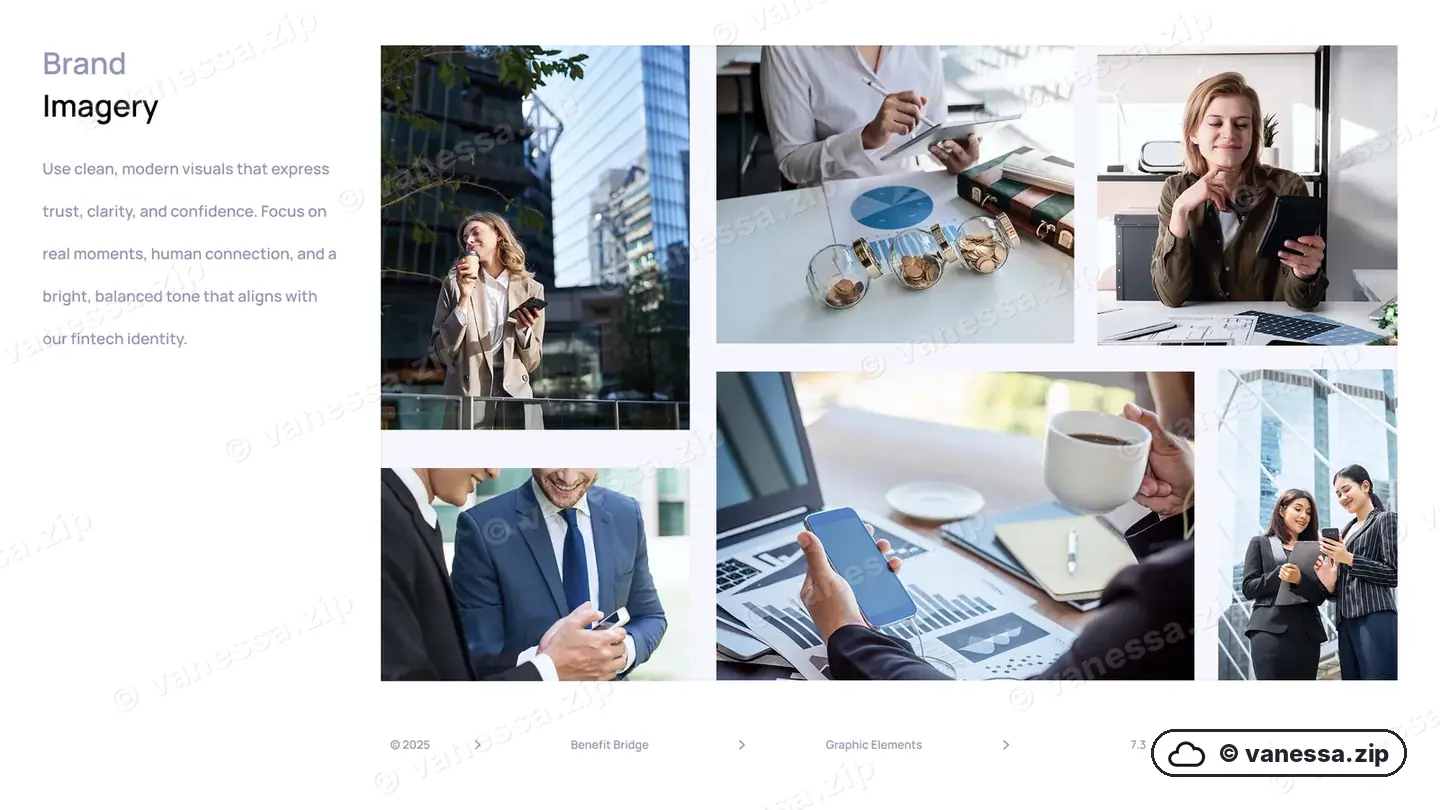 Brand
Imagery
Use clean, modern visuals that express
trust, clarity, and confidence. Focus on
real moments, human connection, and a
bright, balanced tone that aligns with
our fintech identity.
© 2025 > Benefit Bridge > Graphic Elements > 7.3
© vanessa.zip